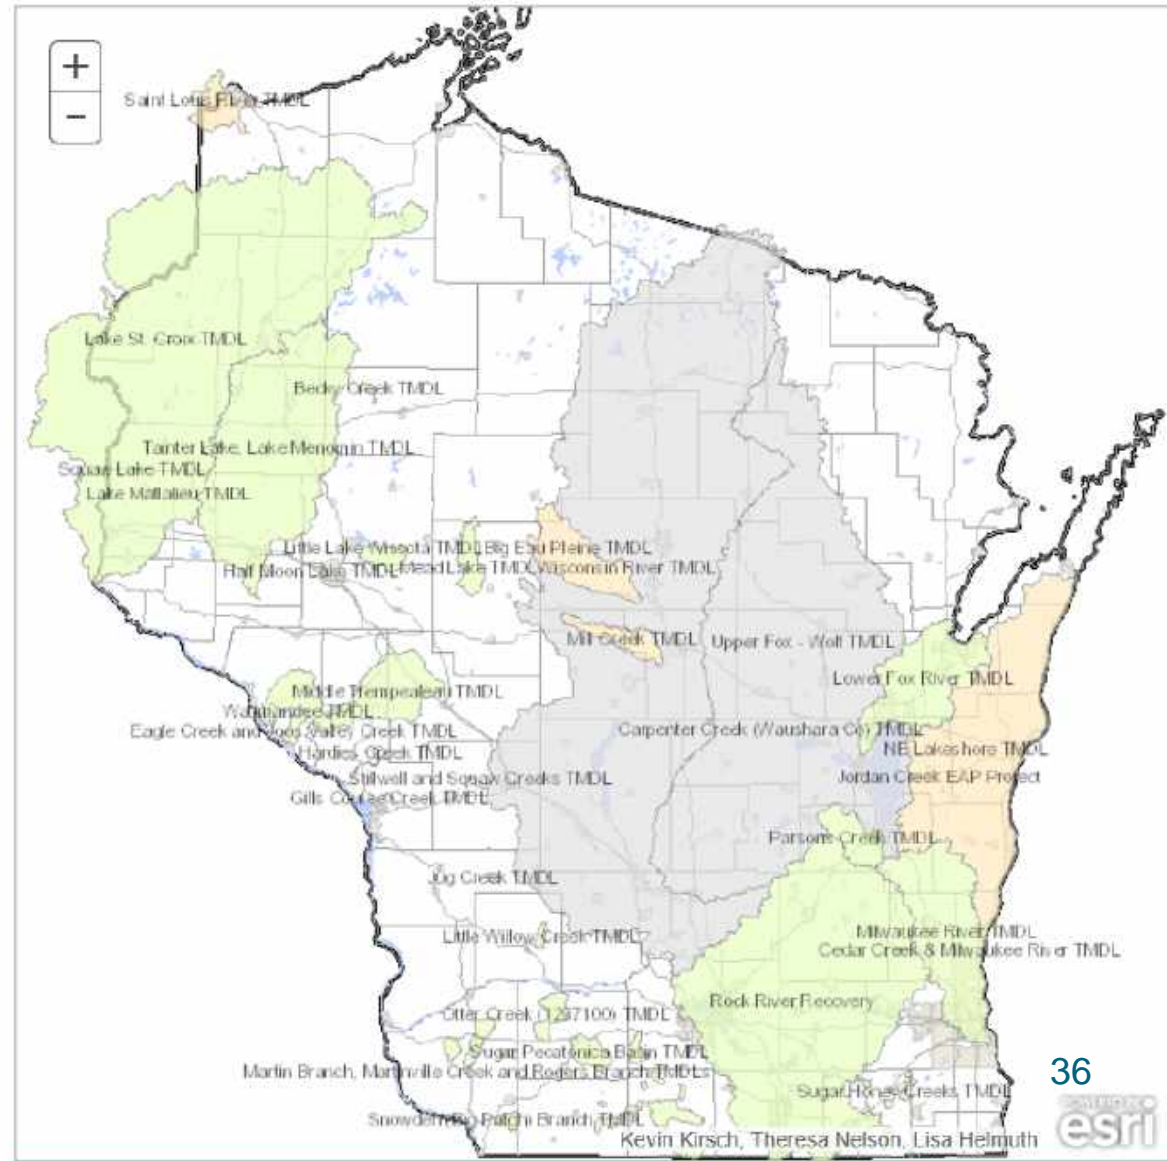 +
−
Saint Louis River TMDL
Lake St. Croix TMDL
Becky Creek TMDL
Tainter Lake, Lake Menomin TMDL
Squaw Lake TMDL
Lake Mallalieu TMDL
Little Lake Wissota TMDL
Big Eau Pleine TMDL
Half Moon Lake TMDL
Mead Lake TMDL
Wisconsin River TMDL
Mill Creek TMDL
Upper Fox - Wolf TMDL
Lower Fox River TMDL
Middle Trempealeau TMDL
Waumandee TMDL
Eagle Creek and Joos Valley Creek TMDL
Carpenter Creek (Waushara Co) TMDL
Hardies Creek TMDL
NE Lakeshore TMDL
Stillwell and Squaw Creeks TMDL
Jordan Creek EAP Project
Gills Coulee Creek TMDL
Parsons Creek TMDL
Jug Creek TMDL
Little Willow Creek TMDL
Milwaukee River TMDL
Cedar Creek & Milwaukee River TMDL
Rock River Recovery
Otter Creek (1237100) TMDL
Sugar Pecatonica Basin TMDL
Martin Branch, Martinville Creek and Rogers Branch TMDLs
Sugar Honey Creeks TMDL
36
Branch TMDL
POWERED BY
esri
Kevin Kirsch, Theresa Nelson, Lisa Helmuth